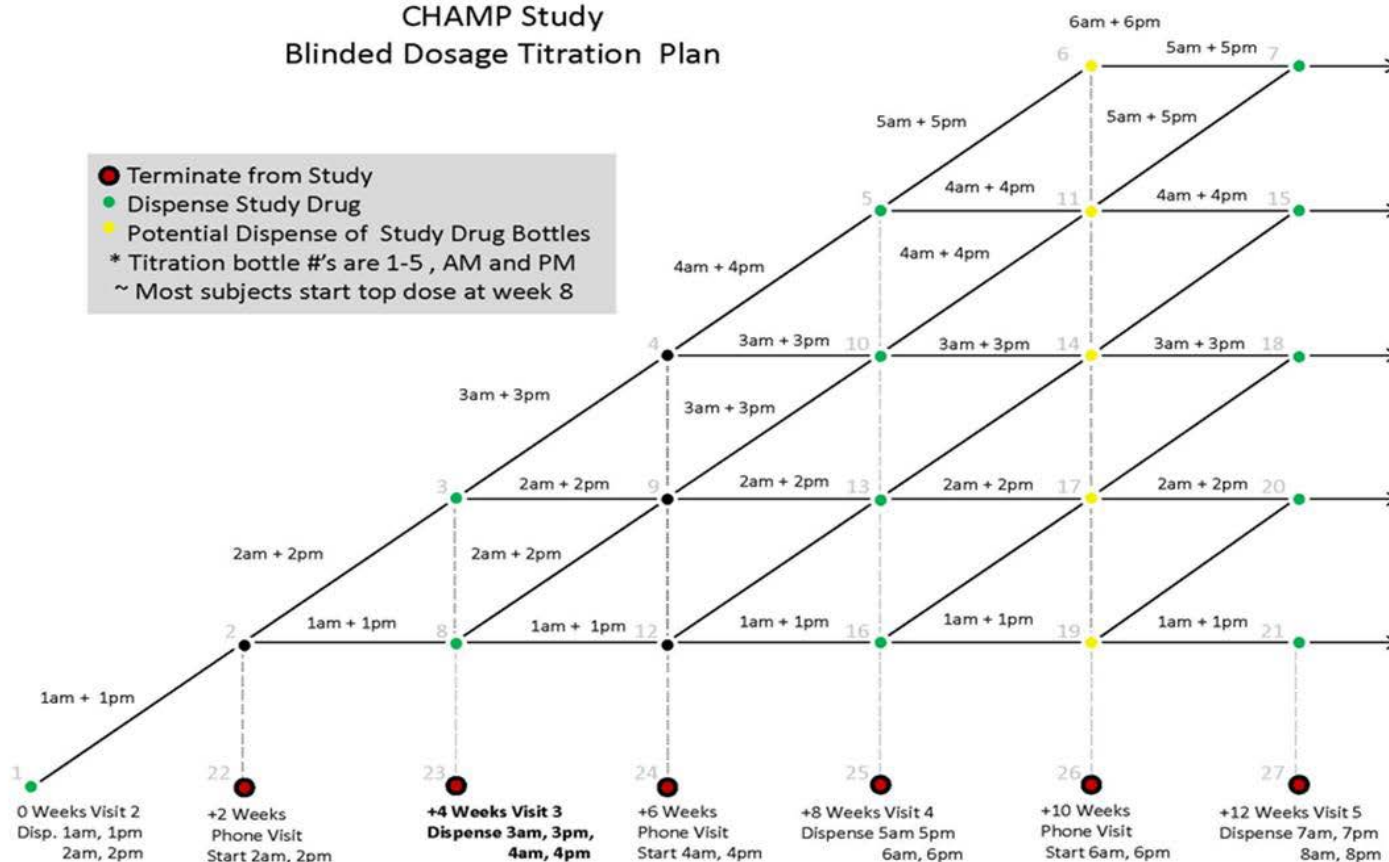 CHAMP Study
Blinded Dosage Titration Plan
Terminate from Study
Dispense Study Drug
Potential Dispense of Study Drug Bottles
* Titration bottle #'s are 1-5 , AM and PM
~ Most subjects start top dose at week 8
6am + 6pm
6
5am + 5pm
7
5am + 5pm
5am + 5pm
5
4am + 4pm
11
4am + 4pm
15
4am + 4pm
4am + 4pm
4
3am + 3pm
10
3am + 3pm
14
3am + 3pm
18
3am + 3pm
3am + 3pm
3
2am + 2pm
9
2am + 2pm
13
2am + 2pm
17
2am + 2pm
20
2am + 2pm
2am + 2pm
2
1am + 1pm
8
1am + 1pm
12
1am + 1pm
16
1am + 1pm
19
1am + 1pm
21
1am + 1pm
1
22
23
24
25
26
27
0 Weeks Visit 2
Disp. 1am, 1pm
2am, 2pm
+2 Weeks
Phone Visit
Start 2am, 2pm
+4 Weeks Visit 3
Dispense 3am, 3pm,
4am, 4pm
+6 Weeks
Phone Visit
Start 4am, 4pm
+8 Weeks Visit 4
Dispense 5am 5pm
6am, 6pm
+10 Weeks
Phone Visit
Start 6am, 6pm
+12 Weeks Visit 5
Dispense 7am, 7pm
8am, 8pm